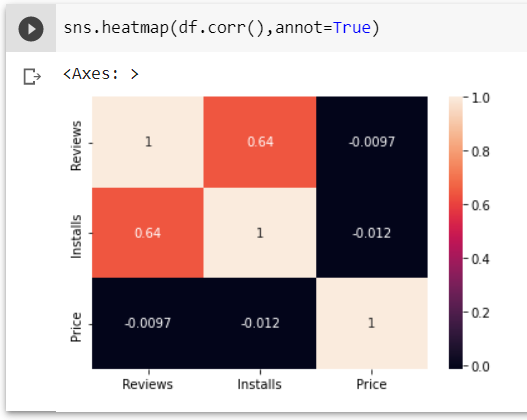 sns.heatmap(df.corr(),annot=True)
<Axes: >
Reviews 1 0.64 -0.0097
Installs 0.64 1 -0.012
Price -0.0097 -0.012 1
Reviews Installs Price
1.0
0.8
0.6
0.4
0.2
0.0